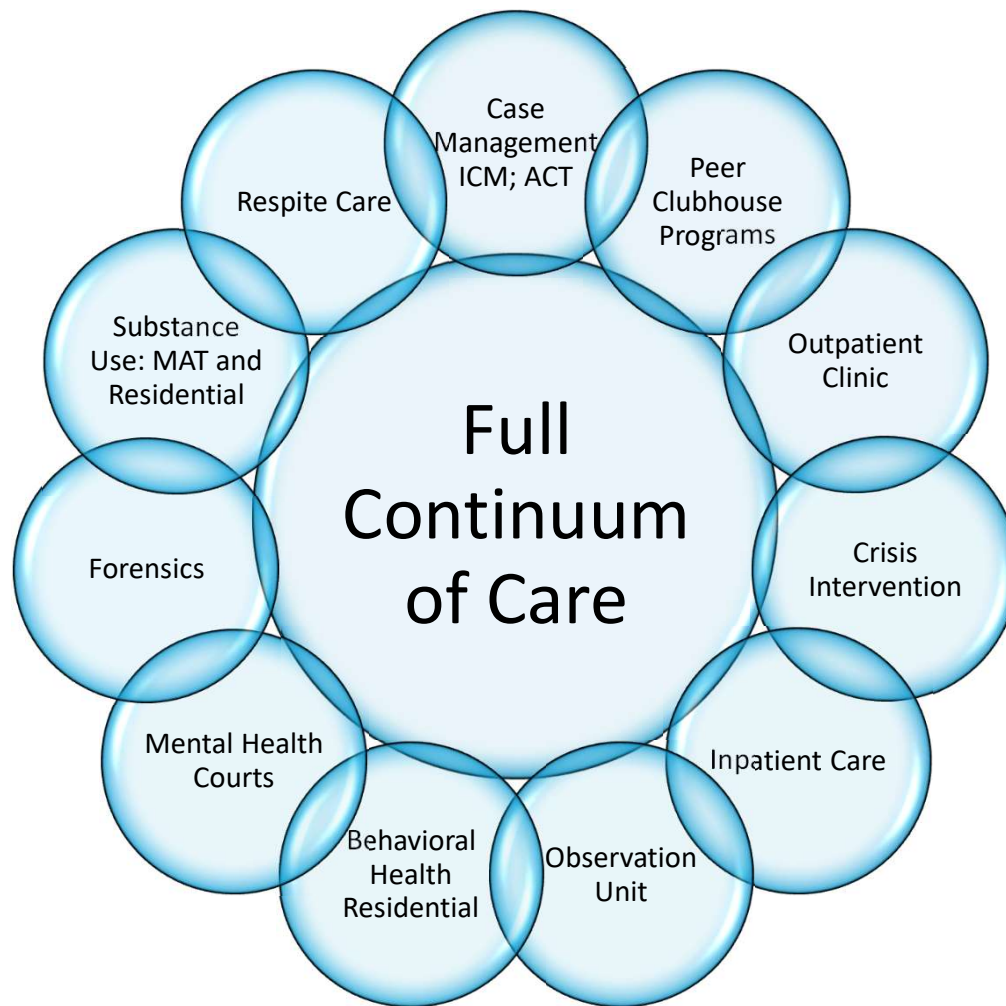 Full
Continuum
of Care
Case
Management
ICM; ACT
Peer
Clubhouse
Programs
Outpatient
Clinic
Crisis
Intervention
Inpatient Care
Observation
Unit
Behavioral
Health
Residential
Mental Health
Courts
Forensics
Substance
Use: MAT and
Residential
Respite Care